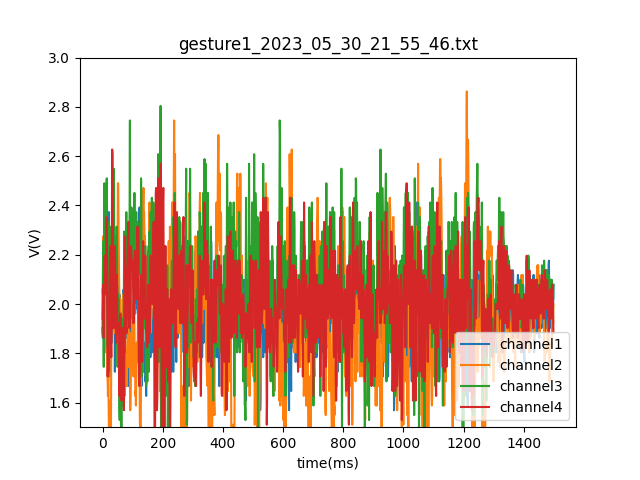 gesture1_2023_05_30_21_55_46.txt
3.0
2.8
2.6
2.4
2.2
2.0
1.8
1.6
V(V)
channel1
channel2
channel3
channel4
0 200 400 600 800 1000 1200 1400
time(ms)